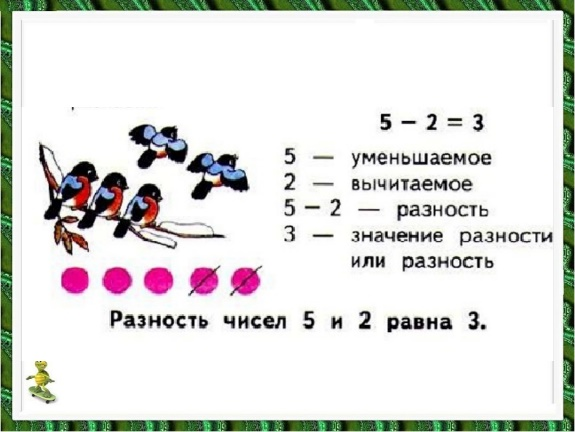 5 − 2 = 3
5 — уменьшаемое
2 — вычитаемое
5 − 2 — разность
3 — значение разности
или разность
Разность чисел 5 и 2 равна 3.